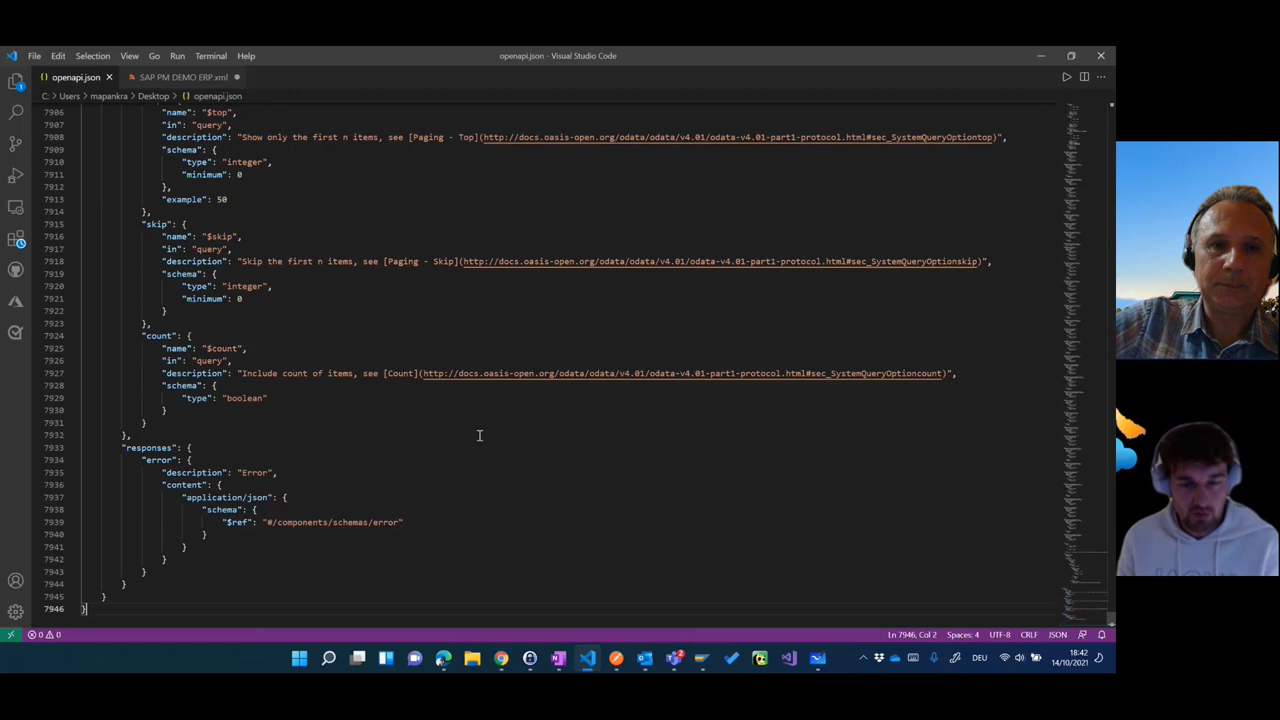 File Edit Selection View Go Run Terminal Help
openapi.json - Visual Studio Code
{} openapi.json
SAP PM DEMO ERP.xml
C: > Users > mapankra > Desktop > {} openapi.json
7906 "name": "$top",
7907 "in": "query",
7908 "description": "Show only the first n items, see [Paging - Top](http://docs.oasis-open.org/odata/odata/v4.01/odata-v4.01-part1-protocol.html#sec_SystemQueryOptiontop)",
7909 "schema": {
7910 "type": "integer",
7911 "minimum": 0
7912 },
7913 "example": 50
7914 },
7915 "skip": {
7916 "name": "$skip",
7917 "in": "query",
7918 "description": "Skip the first n items, see [Paging - Skip](http://docs.oasis-open.org/odata/odata/v4.01/odata-v4.01-part1-protocol.html#sec_SystemQueryOptionskip)",
7919 "schema": {
7920 "type": "integer",
7921 "minimum": 0
7922 }
7923 },
7924 "count": {
7925 "name": "$count",
7926 "in": "query",
7927 "description": "Include count of items, see [Count](http://docs.oasis-open.org/odata/odata/v4.01/odata-v4.01-part1-protocol.html#sec_SystemQueryOptioncount)",
7928 "schema": {
7929 "type": "boolean"
7930 }
7931 }
7932 },
7933 "responses": {
7934 "error": {
7935 "description": "Error",
7936 "content": {
7937 "application/json": {
7938 "schema": {
7939 "$ref": "#/components/schemas/error"
7940 }
7941 }
7942 }
7943 }
7944 }
7945 }
7946 }
0 0
Ln 7946, Col 2 Spaces: 4 UTF-8 CRLF JSON
DEU
18:42
14/10/2021